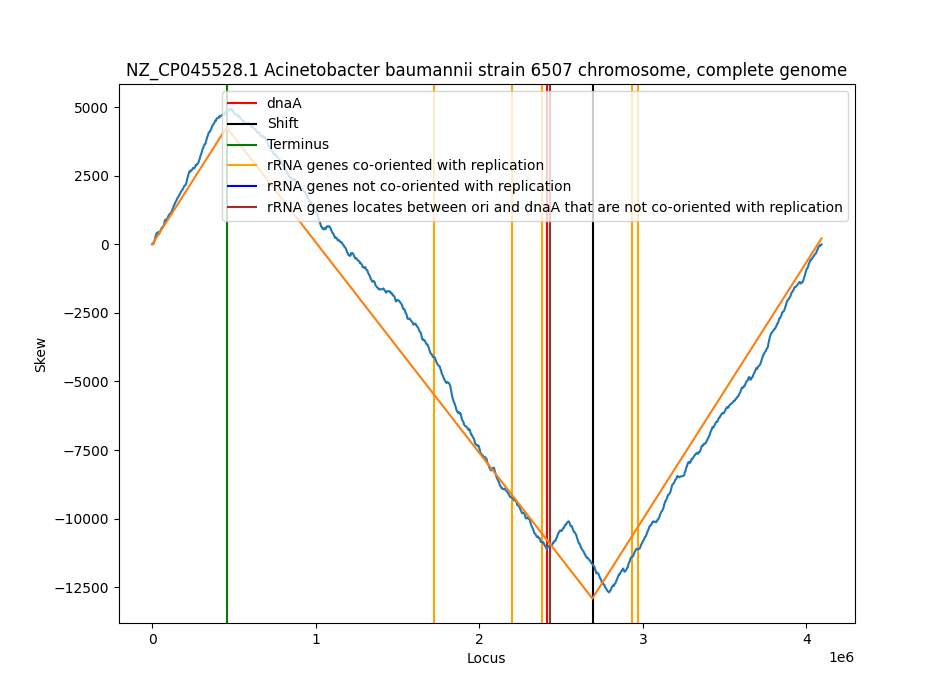 NZ_CP045528.1 Acinetobacter baumannii strain 6507 chromosome, complete genome
dnaA
Shift
Terminus
rRNA genes co-oriented with replication
rRNA genes not co-oriented with replication
rRNA genes locates between ori and dnaA that are not co-oriented with replication
5000
2500
0
−2500
−5000
−7500
−10000
−12500
Skew
0 1 2 3 4
1e6
Locus